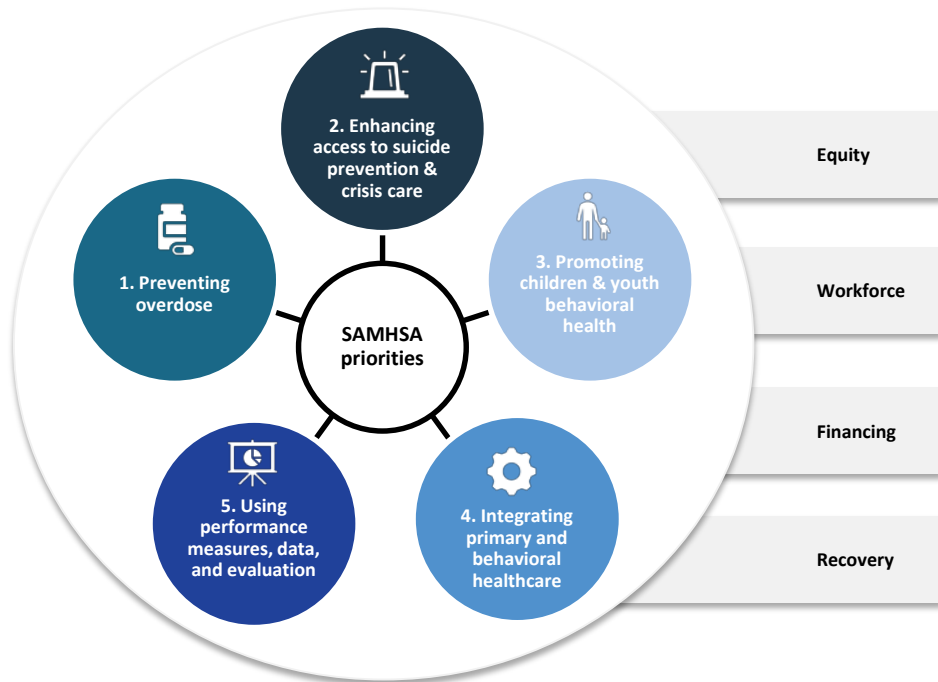 2. Enhancing
access to suicide
prevention &
crisis care
1. Preventing
overdose
3. Promoting
children & youth
behavioral
health
SAMHSA
priorities
5. Using
performance
measures, data,
and evaluation
4. Integrating
primary and
behavioral
healthcare
Equity
Workforce
Financing
Recovery